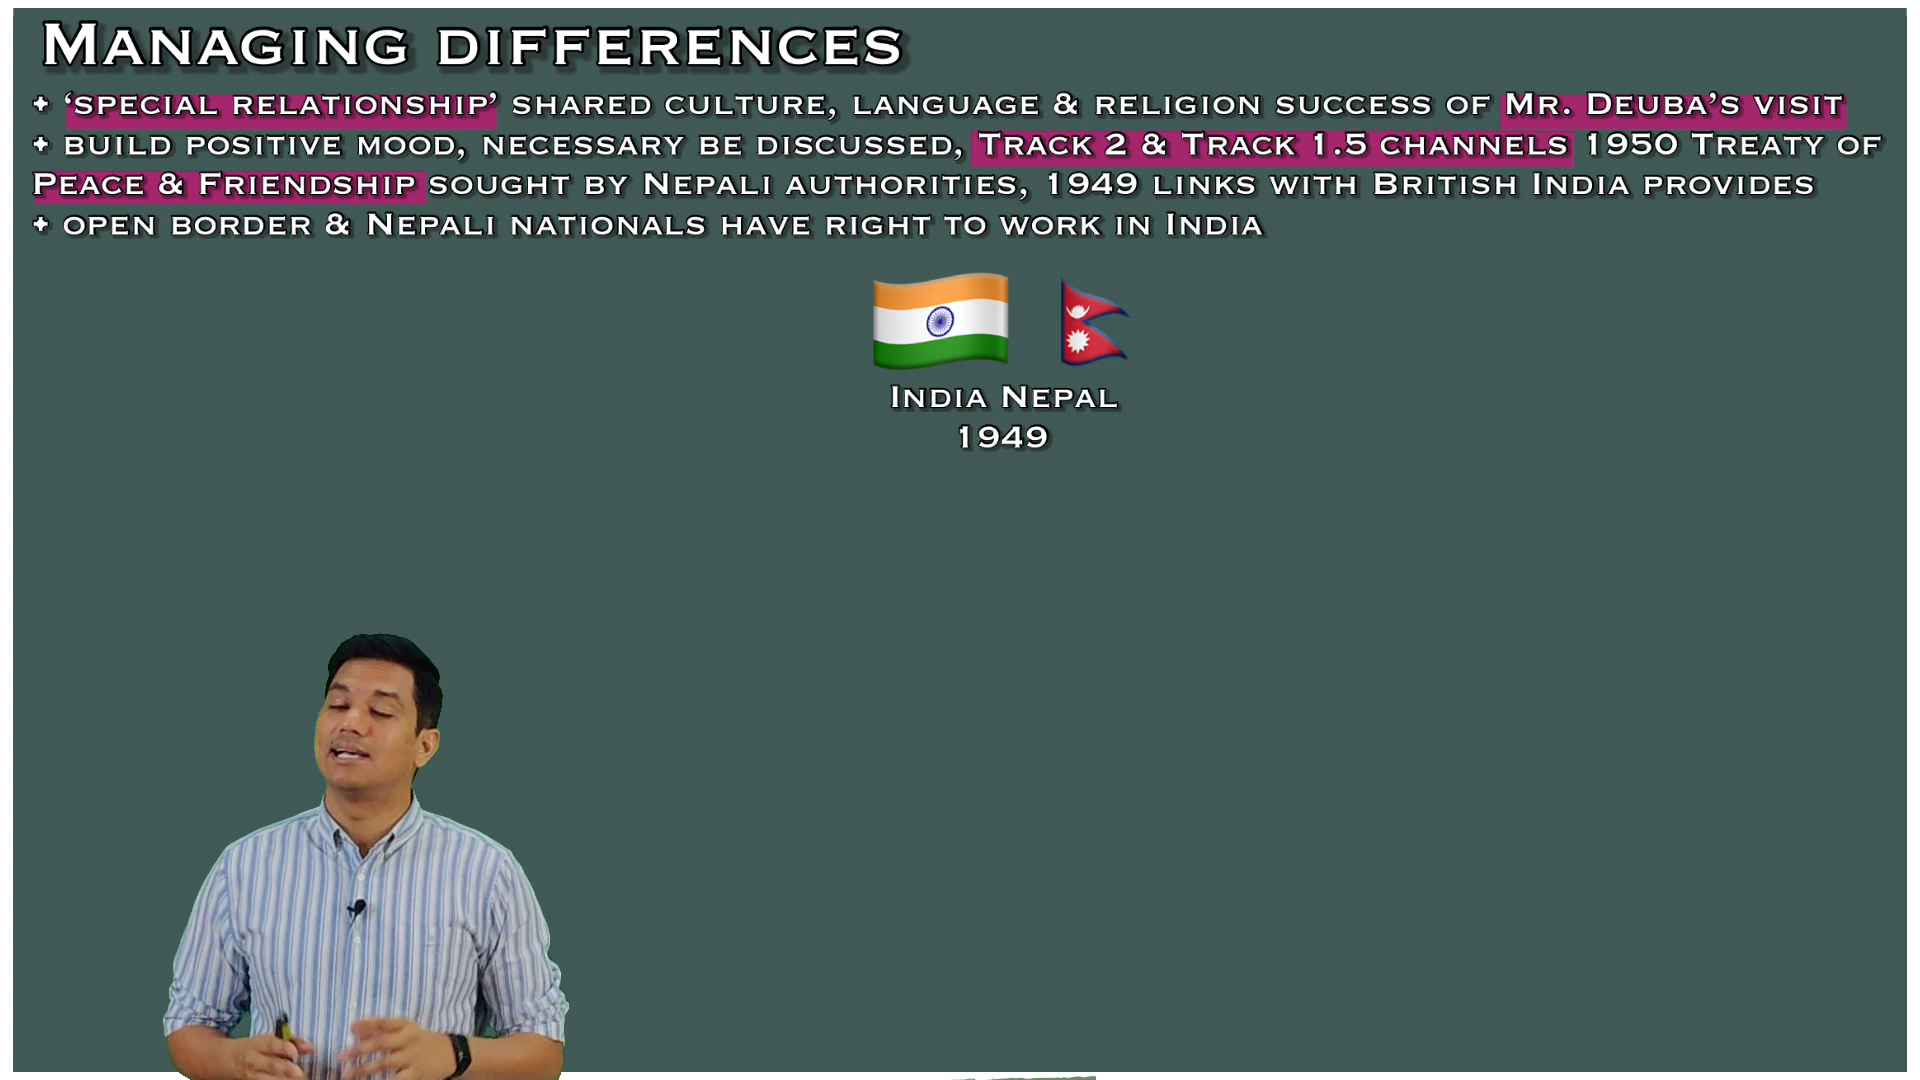 Managing differences
+ ‘special relationship’ shared culture, language & religion success of Mr. Deuba’s visit
+ build positive mood, necessary be discussed, Track 2 & Track 1.5 channels 1950 Treaty of
Peace & Friendship sought by Nepali authorities, 1949 links with British India provides
+ open border & Nepali nationals have right to work in India
India Nepal
1949